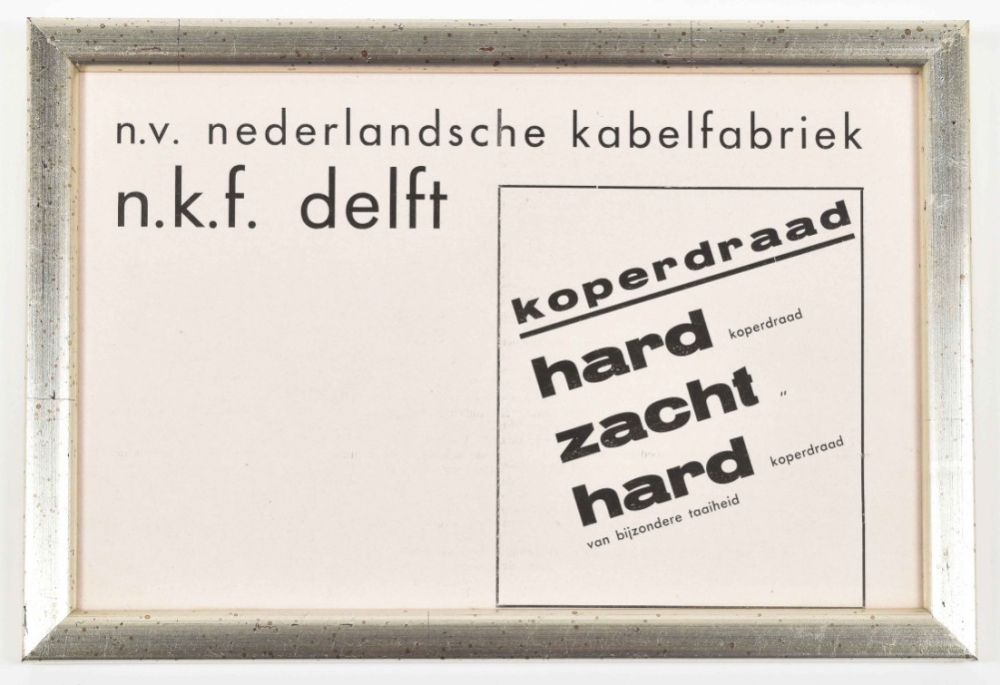 n.v. nederlandsche kabelfabriek
n.k.f. delft
koperdraad
hard koperdraad
zacht "
hard koperdraad
van bijzondere taaiheid